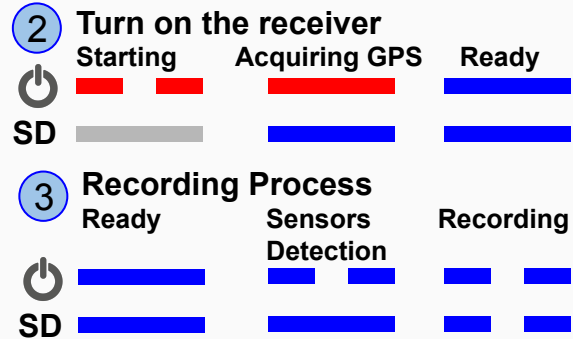 2 Turn on the receiver
Starting Acquiring GPS Ready
SD
3 Recording Process
Ready Sensors Recording
Detection
SD